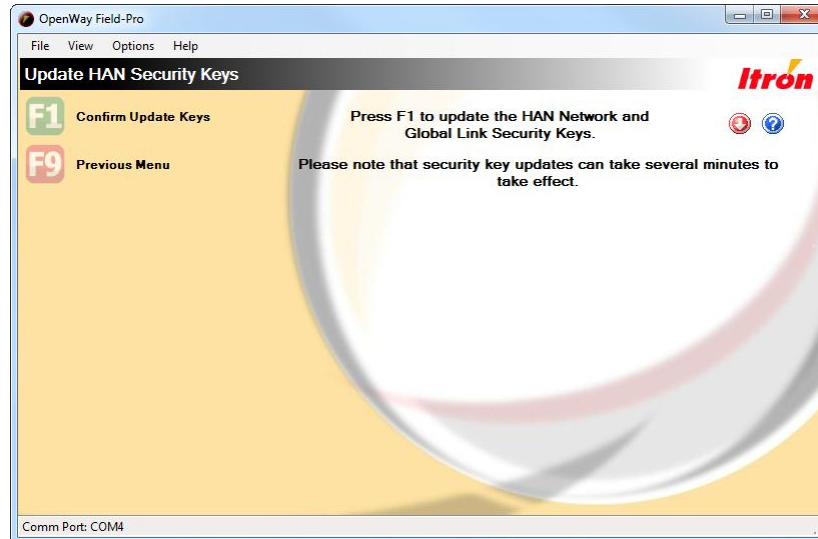 OpenWay Field-Pro
File View Options Help
Update HAN Security Keys
Itrón
F1 Confirm Update Keys
Press F1 to update the HAN Network and
Global Link Security Keys.
F9 Previous Menu
Please note that security key updates can take several minutes to
take effect.
Comm Port: COM4